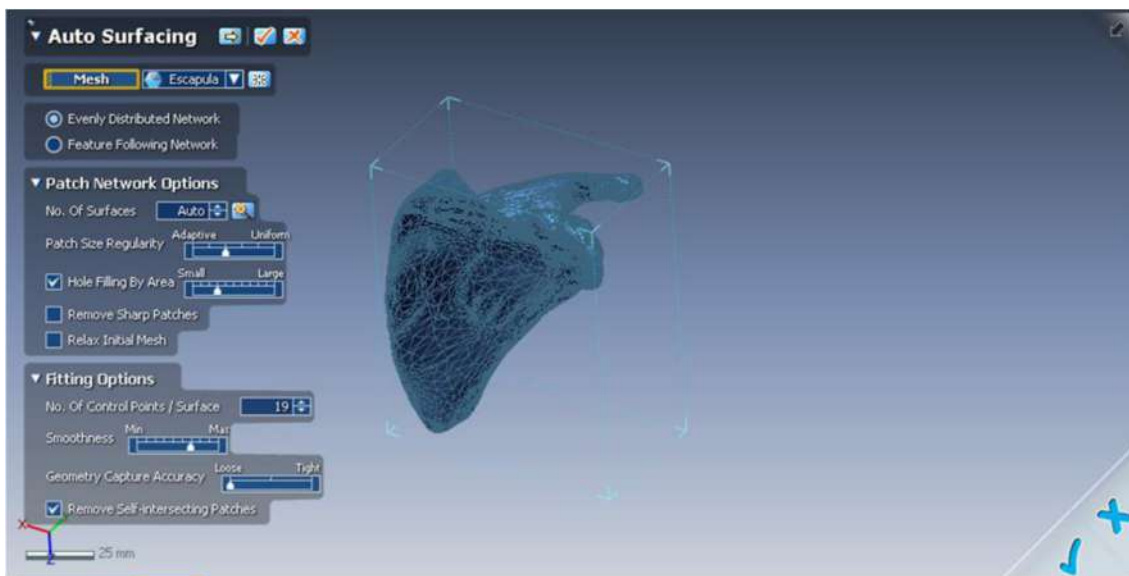 Auto Surfacing
Mesh Escapula
Evenly Distributed Network
Feature Following Network
Patch Network Options
No. Of Surfaces Auto
Adaptive Uniform
Patch Size Regularity
Small Large
Hole Filling By Area
Remove Sharp Patches
Relax Initial Mesh
Fitting Options
No. Of Control Points / Surface 19
Min Max
Smoothness
Loose Tight
Geometry Capture Accuracy
Remove Self-intersecting Patches
X
Z
25 mm